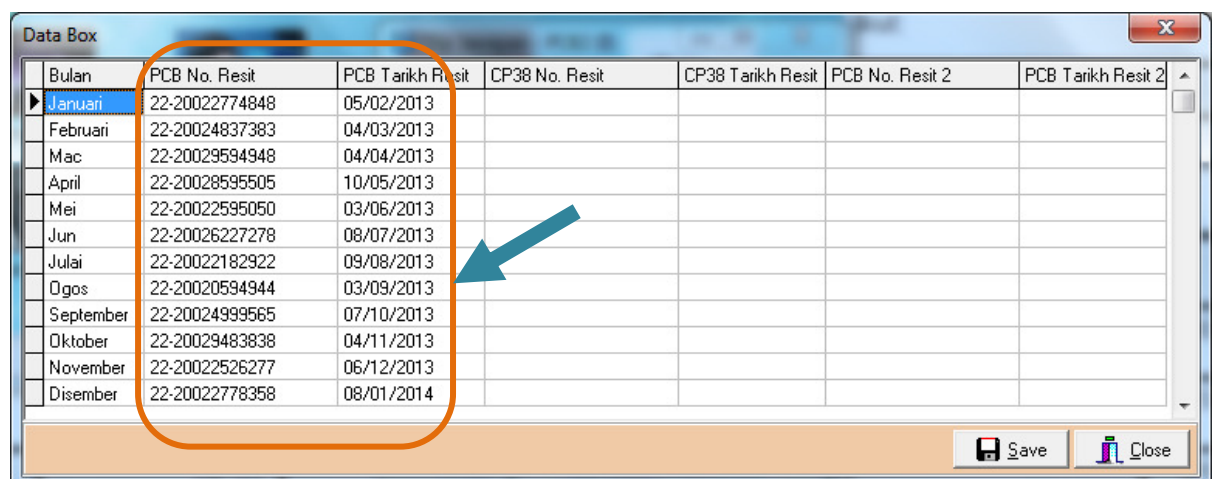 Data Box
Bulan PCB No. Resit PCB Tarikh Resit CP38 No. Resit CP38 Tarikh Resit PCB No. Resit 2 PCB Tarikh Resit 2
Januari 22-20022774848 05/02/2013
Februari 22-20024837383 04/03/2013
Mac 22-20029594948 04/04/2013
April 22-20028595505 10/05/2013
Mei 22-20022595050 03/06/2013
Jun 22-20026227278 08/07/2013
Julai 22-20022182922 09/08/2013
Ogos 22-20020594944 03/09/2013
September 22-20024999565 07/10/2013
Oktober 22-20029483838 04/11/2013
November 22-20022526277 06/12/2013
Disember 22-20022778358 08/01/2014
Save Close